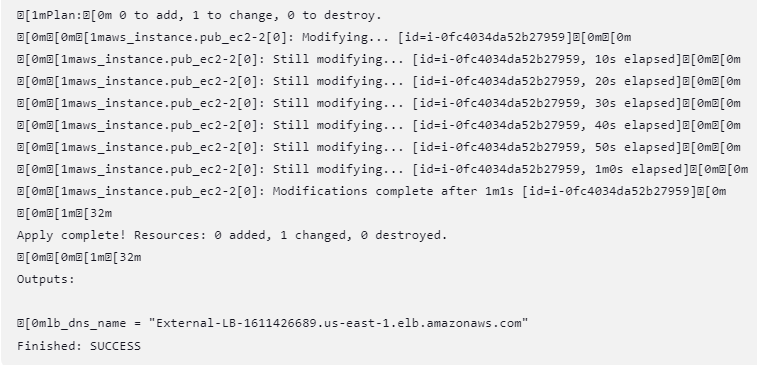 ␛[1mPlan:␛[0m 0 to add, 1 to change, 0 to destroy.
␛[0m␛[0m␛[1maws_instance.pub_ec2-2[0]: Modifying... [id=i-0fc4034da52b27959]␛[0m␛[0m
␛[0m␛[1maws_instance.pub_ec2-2[0]: Still modifying... [id=i-0fc4034da52b27959, 10s elapsed]␛[0m␛[0m
␛[0m␛[1maws_instance.pub_ec2-2[0]: Still modifying... [id=i-0fc4034da52b27959, 20s elapsed]␛[0m␛[0m
␛[0m␛[1maws_instance.pub_ec2-2[0]: Still modifying... [id=i-0fc4034da52b27959, 30s elapsed]␛[0m␛[0m
␛[0m␛[1maws_instance.pub_ec2-2[0]: Still modifying... [id=i-0fc4034da52b27959, 40s elapsed]␛[0m␛[0m
␛[0m␛[1maws_instance.pub_ec2-2[0]: Still modifying... [id=i-0fc4034da52b27959, 50s elapsed]␛[0m␛[0m
␛[0m␛[1maws_instance.pub_ec2-2[0]: Still modifying... [id=i-0fc4034da52b27959, 1m0s elapsed]␛[0m␛[0m
␛[0m␛[1maws_instance.pub_ec2-2[0]: Modifications complete after 1m1s [id=i-0fc4034da52b27959]␛[0m
␛[0m␛[1m␛[32m
Apply complete! Resources: 0 added, 1 changed, 0 destroyed.
␛[0m␛[0m␛[1m␛[32m
Outputs:
␛[0mlb_dns_name = "External-LB-1611426689.us-east-1.elb.amazonaws.com"
Finished: SUCCESS